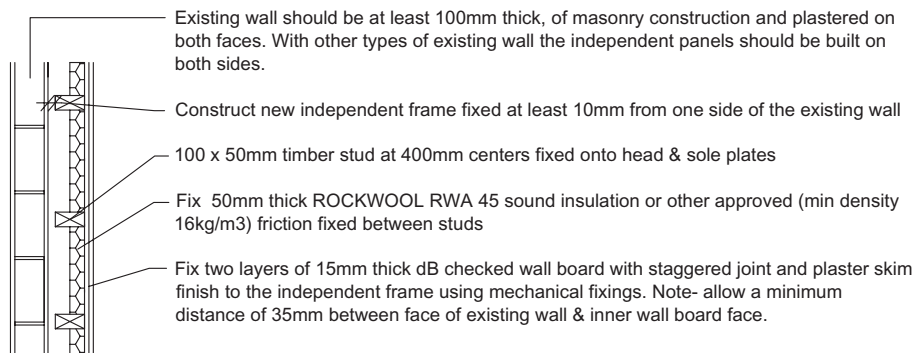 Existing wall should be at least 100mm thick, of masonry construction and plastered on
both faces. With other types of existing wall the independent panels should be built on
both sides.
Construct new independent frame fixed at least 10mm from one side of the existing wall
100 x 50mm timber stud at 400mm centers fixed onto head & sole plates
Fix  50mm thick ROCKWOOL RWA 45 sound insulation or other approved (min density
16kg/m3) friction fixed between studs
Fix two layers of 15mm thick dB checked wall board with staggered joint and plaster skim
finish to the independent frame using mechanical fixings. Note- allow a minimum
distance of 35mm between face of existing wall & inner wall board face.